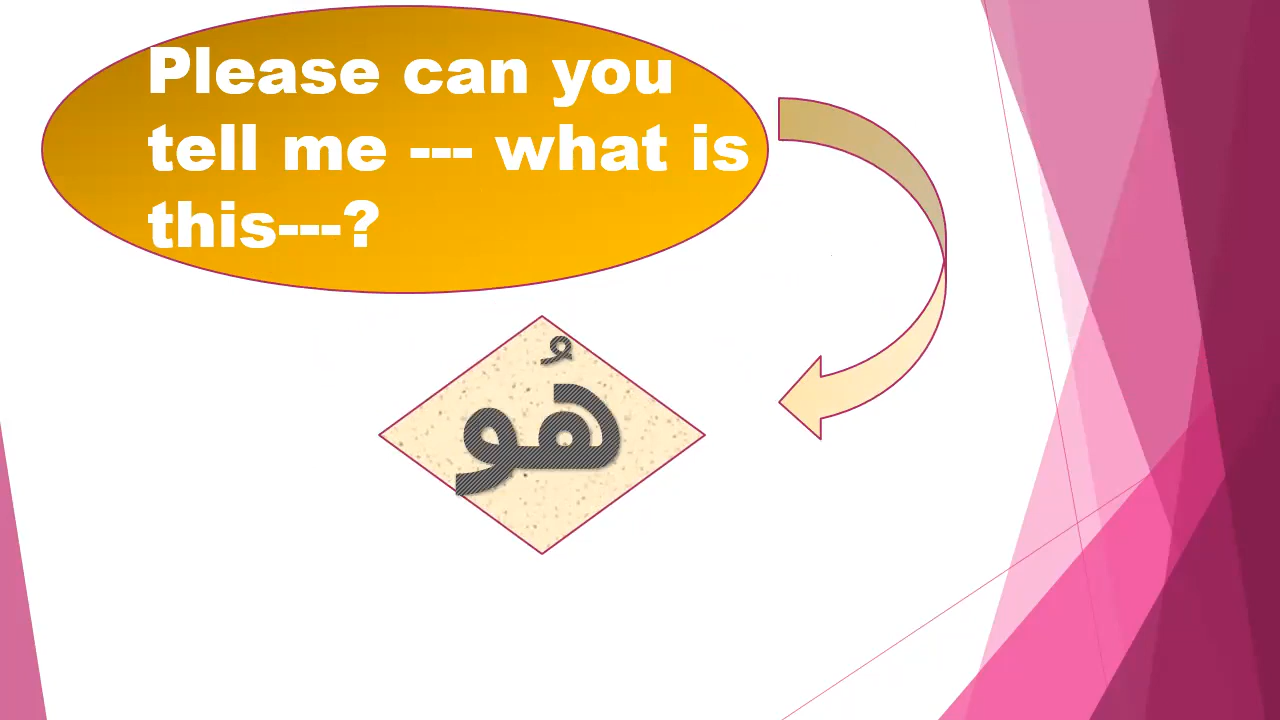 Please can you
tell me --- what is
this---?
هُو